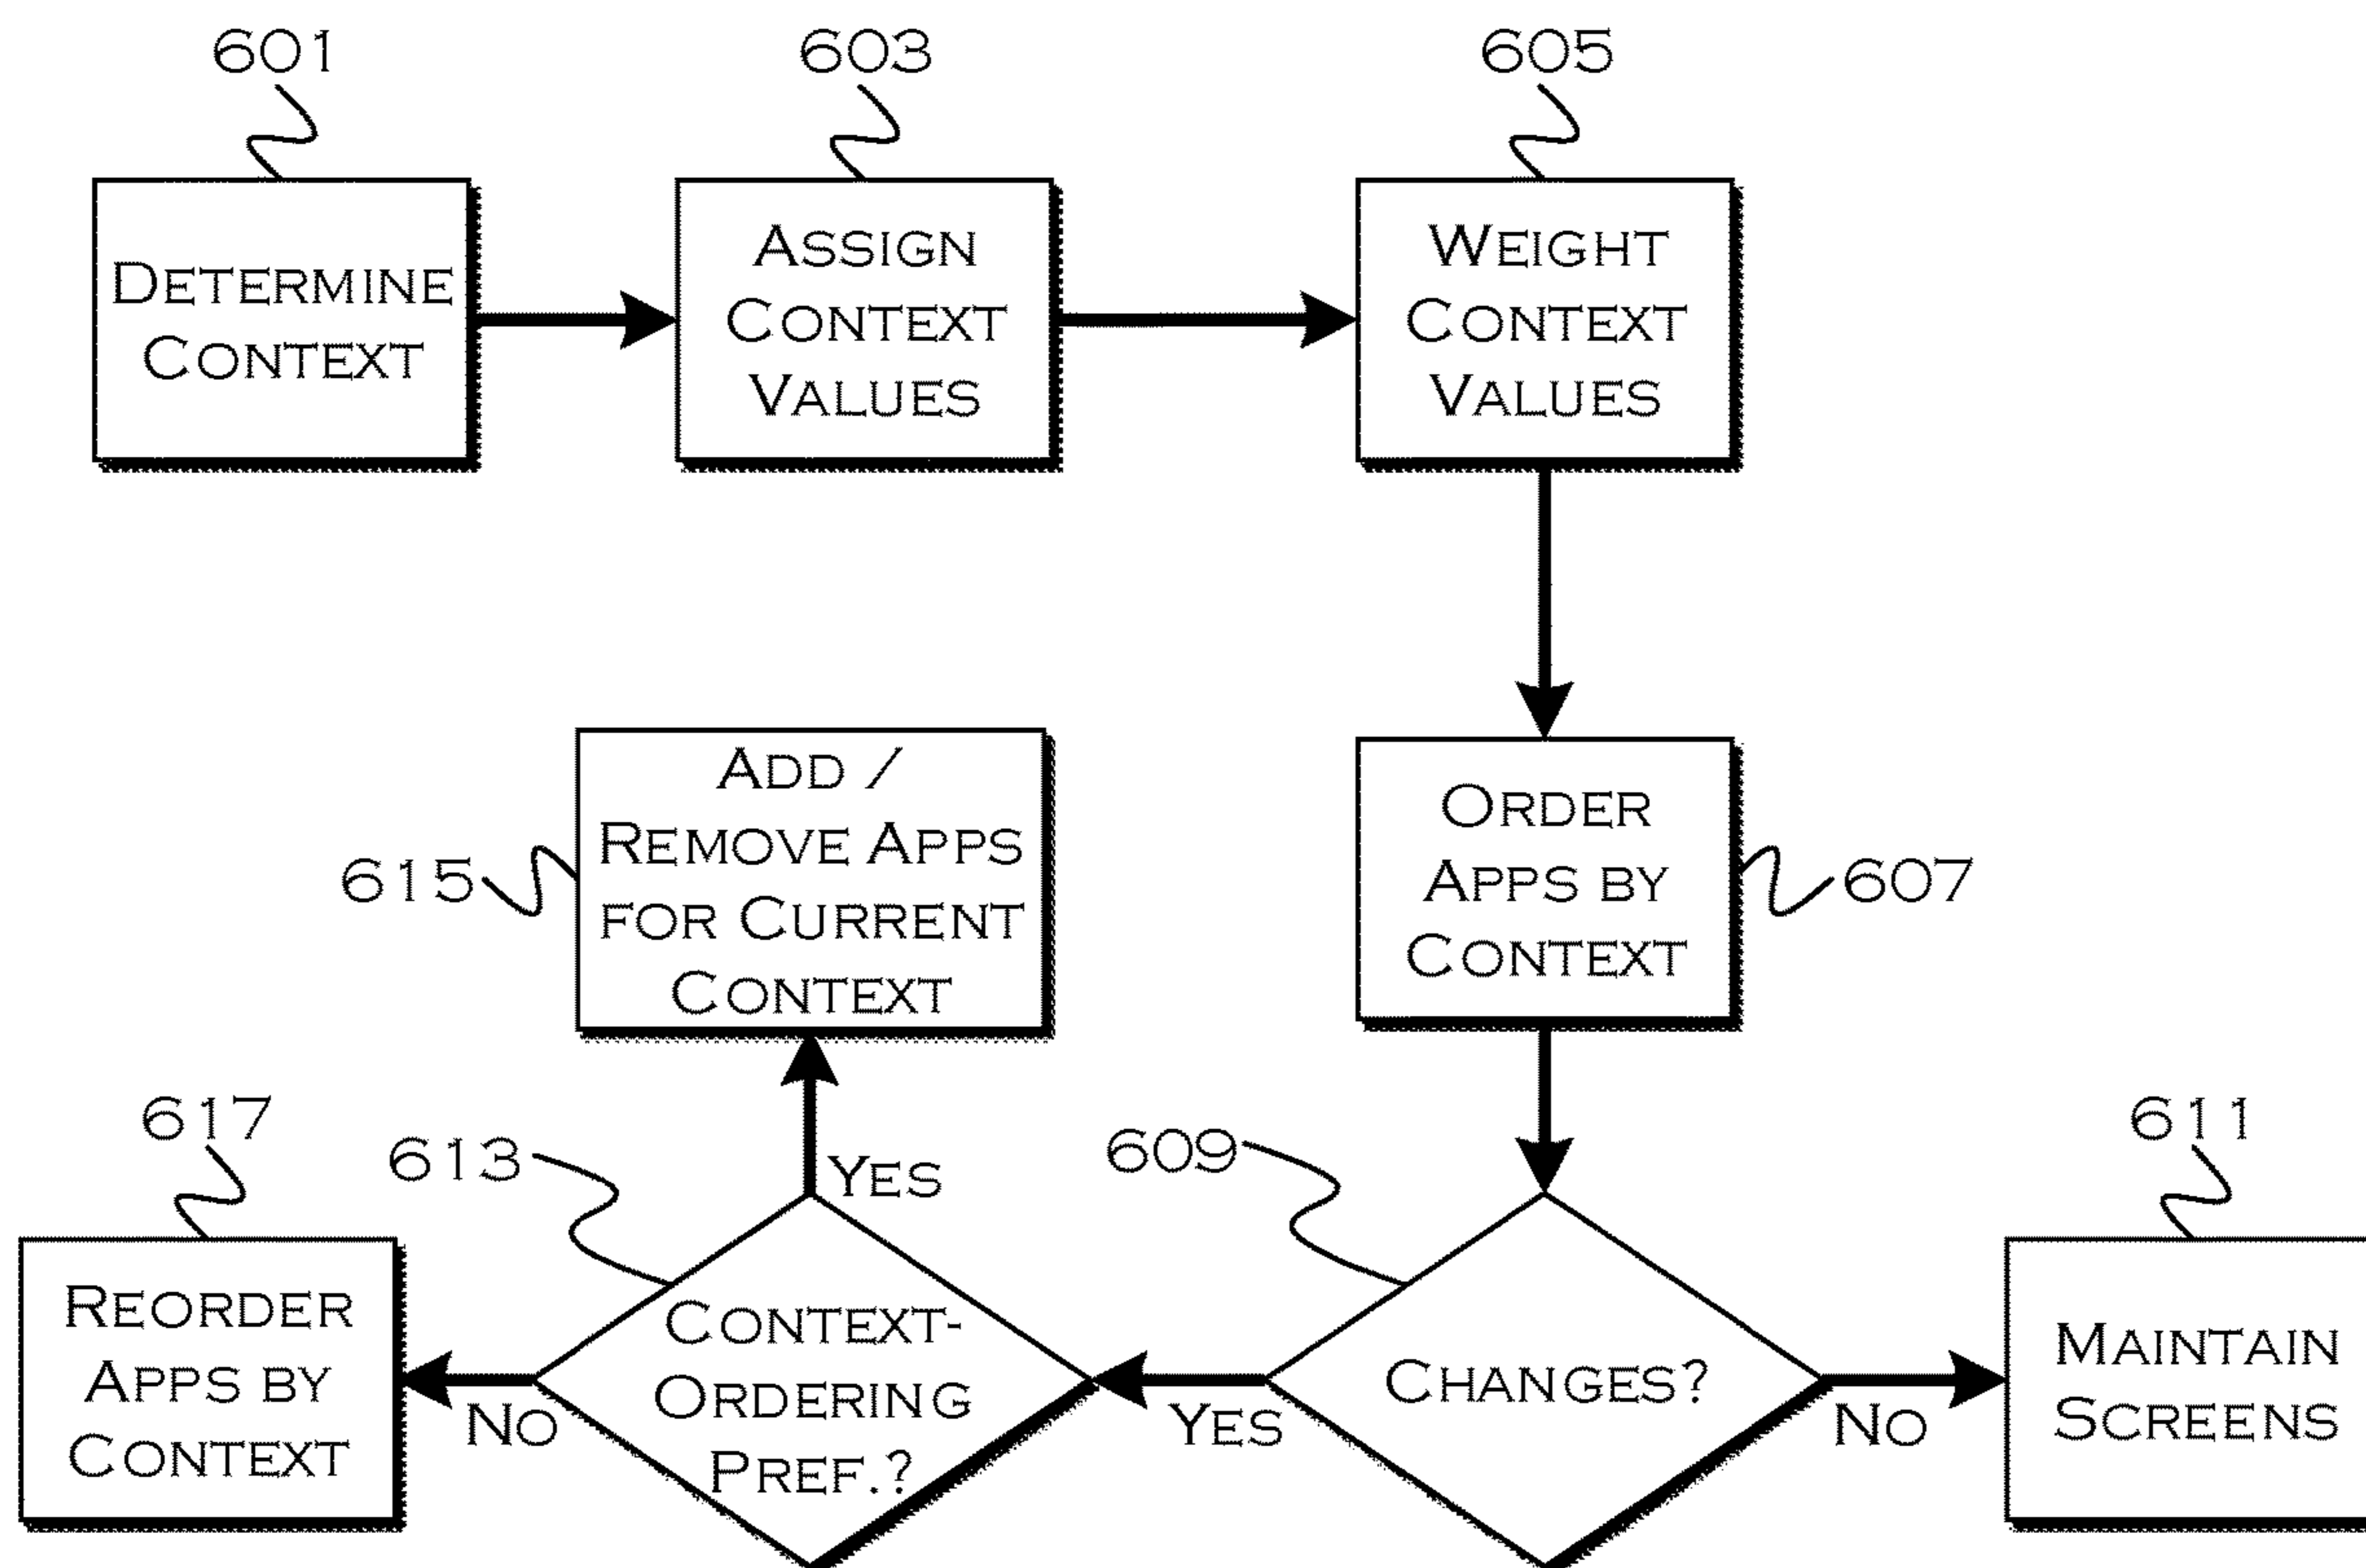 601
603
605
DETERMINE
CONTEXT
ASSIGN
CONTEXT
VALUES
WEIGHT
CONTEXT
VALUES
ADD /
REMOVE APPS
FOR CURRENT
CONTEXT
615
ORDER
APPS BY
CONTEXT
607
617
613
YES
609
611
REORDER
APPS BY
CONTEXT
NO
CONTEXT-
ORDERING
PREF.?
YES
CHANGES?
NO
MAINTAIN
SCREENS